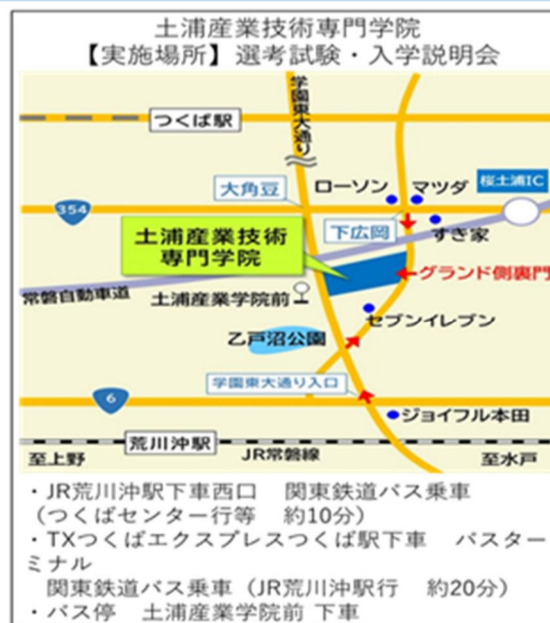 土浦産業技術専門学院
【実施場所】選考試験・入学説明会
学園東大通り
つくば駅
大角豆
ローソン
マツダ
桜土浦IC
354
下広岡
すき家
土浦産業技術
専門学院
グランド側裏門
常磐自動車道
土浦産業学院前
セブンイレブン
乙戸沼公園
学園東大通り入口
6
ジョイフル本田
荒川沖駅
至上野
JR常磐線
至水戸
・JR荒川沖駅下車西口　関東鉄道バス乗車
（つくばセンター行等　約10分）
・TXつくばエクスプレスつくば駅下車　バスター
ミナル
関東鉄道バス乗車（JR荒川沖駅行　約20分）
・バス停　土浦産業学院前 下車